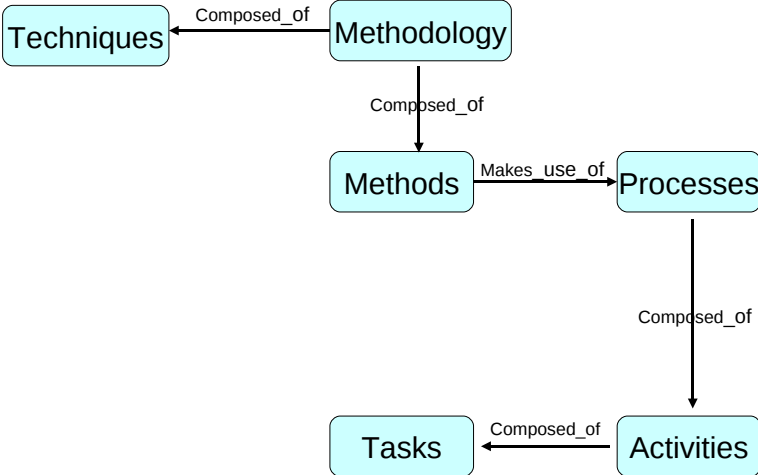 Composed_of
Techniques
Methodology
Composed_of
Methods
Makes_use_of
Processes
Composed_of
Tasks
Composed_of
Activities